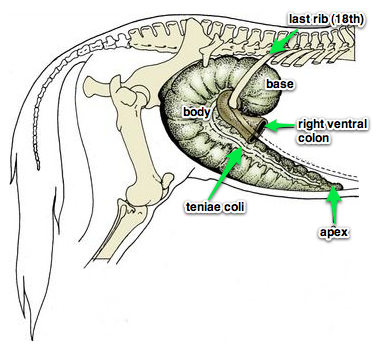 last rib (18th)
base
body
right ventral
colon
teniae coli
apex